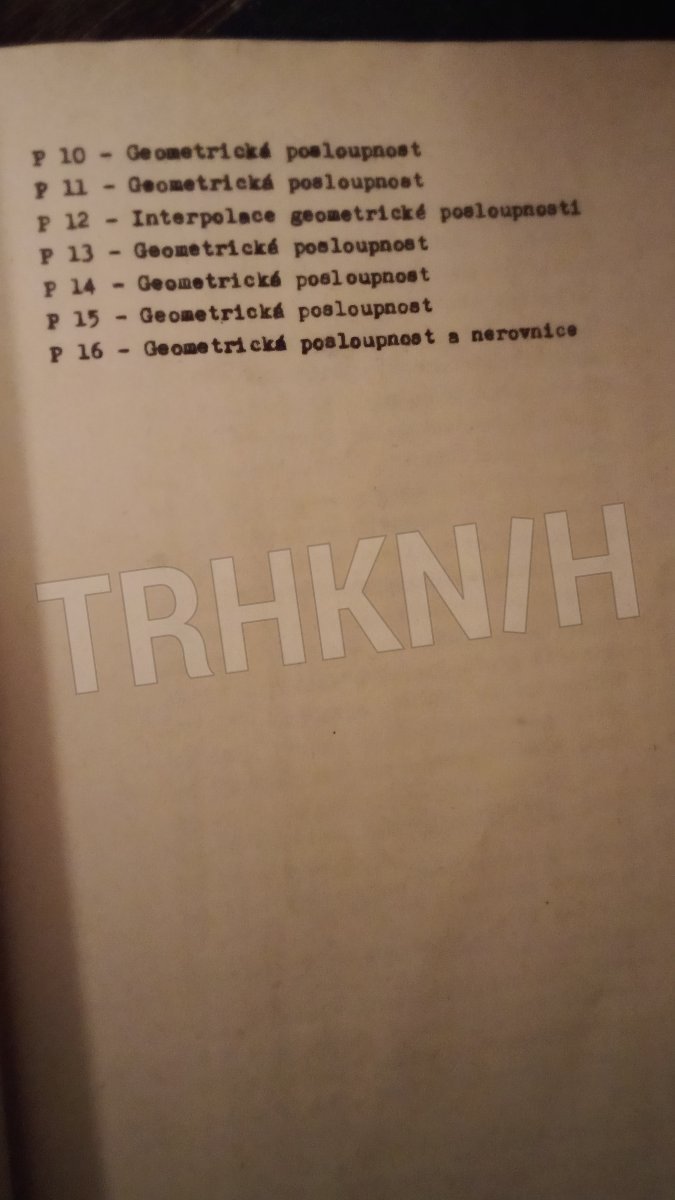 P 10 - Geometrická posloupnost
P 11 - Geometrická posloupnost
P 12 - Interpolace geometrické posloupnosti
P 13 - Geometrická posloupnost
P 14 - Geometrická posloupnost
P 15 - Geometrická posloupnost
P 16 - Geometrická posloupnost a nerovnice
TRHKN/H